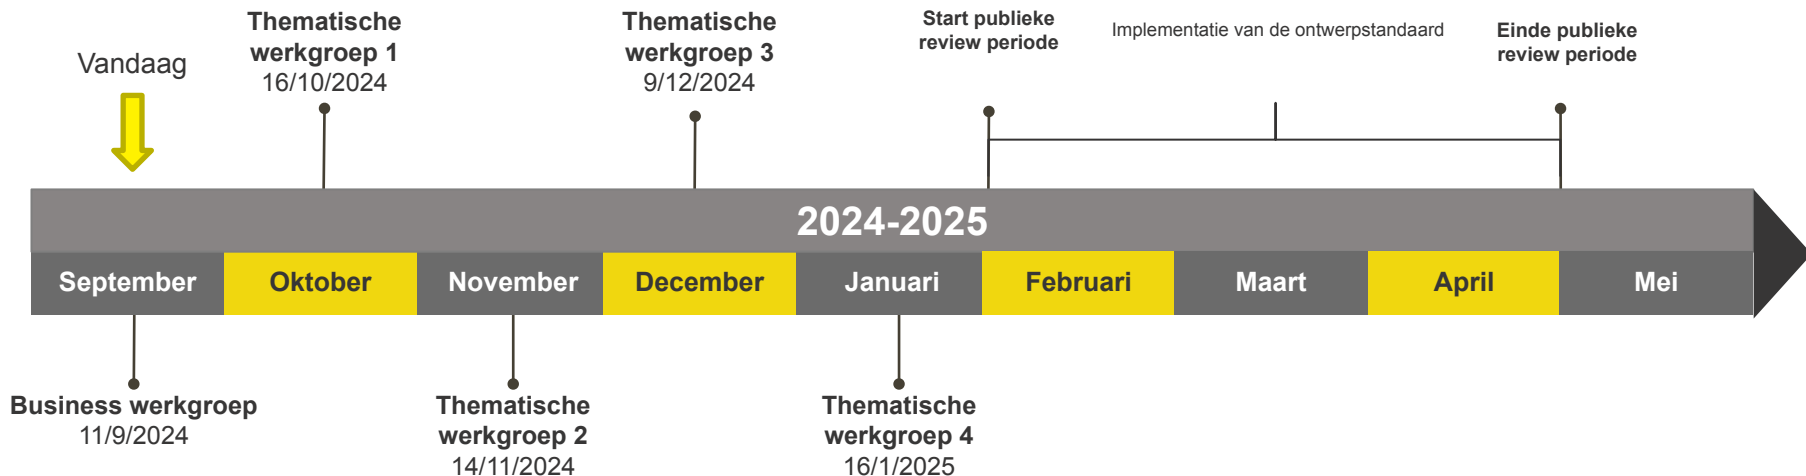 Vandaag
Thematische
werkgroep 1
16/10/2024
Thematische
werkgroep 3
9/12/2024
Start publieke
review periode
Implementatie van de ontwerpstandaard
Einde publieke
review periode
2024-2025
September
Oktober
November
December
Januari
Februari
Maart
April
Mei
Business werkgroep
11/9/2024
Thematische
werkgroep 2
14/11/2024
Thematische
werkgroep 4
16/1/2025